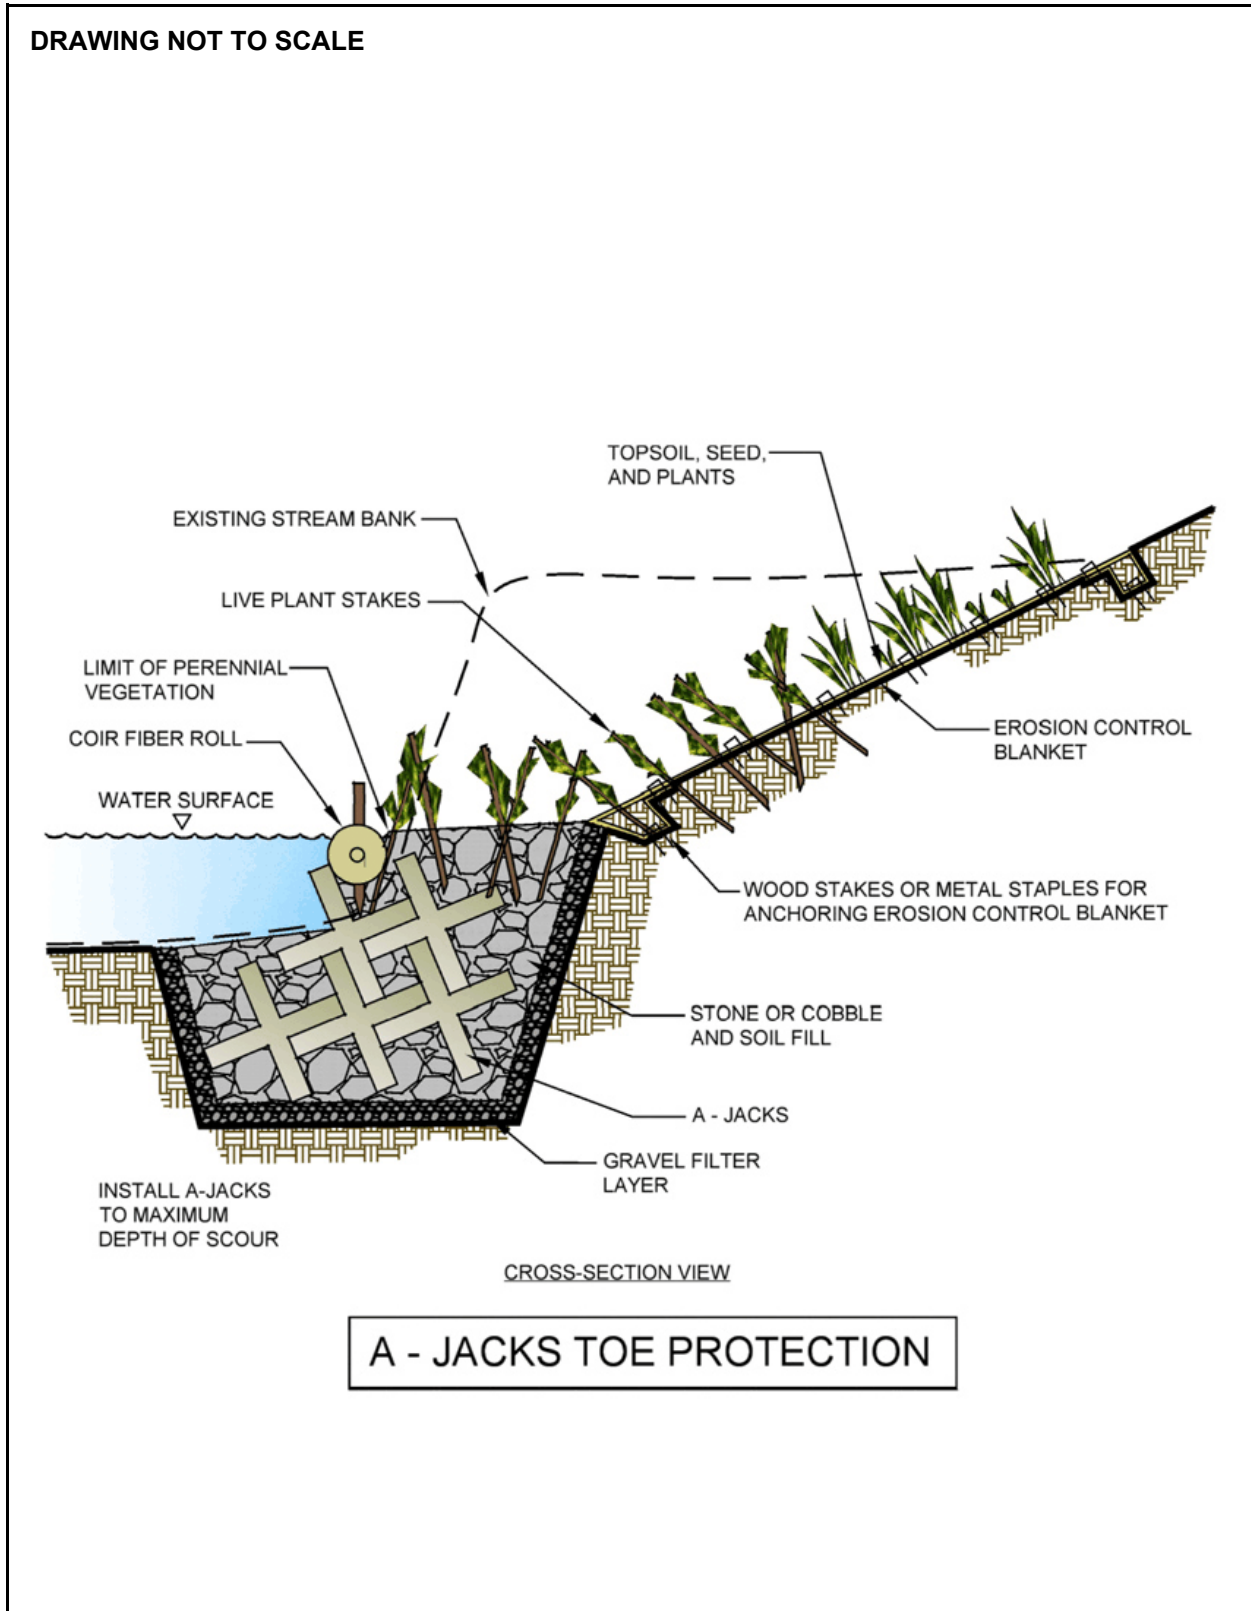 DRAWING NOT TO SCALE
TOPSOIL, SEED,
AND PLANTS
EXISTING STREAM BANK
LIVE PLANT STAKES
LIMIT OF PERENNIAL
VEGETATION
COIR FIBER ROLL
EROSION CONTROL
BLANKET
WATER SURFACE
WOOD STAKES OR METAL STAPLES FOR
ANCHORING EROSION CONTROL BLANKET
STONE OR COBBLE
AND SOIL FILL
A - JACKS
GRAVEL FILTER
LAYER
INSTALL A-JACKS
TO MAXIMUM
DEPTH OF SCOUR
CROSS-SECTION VIEW
A - JACKS TOE PROTECTION